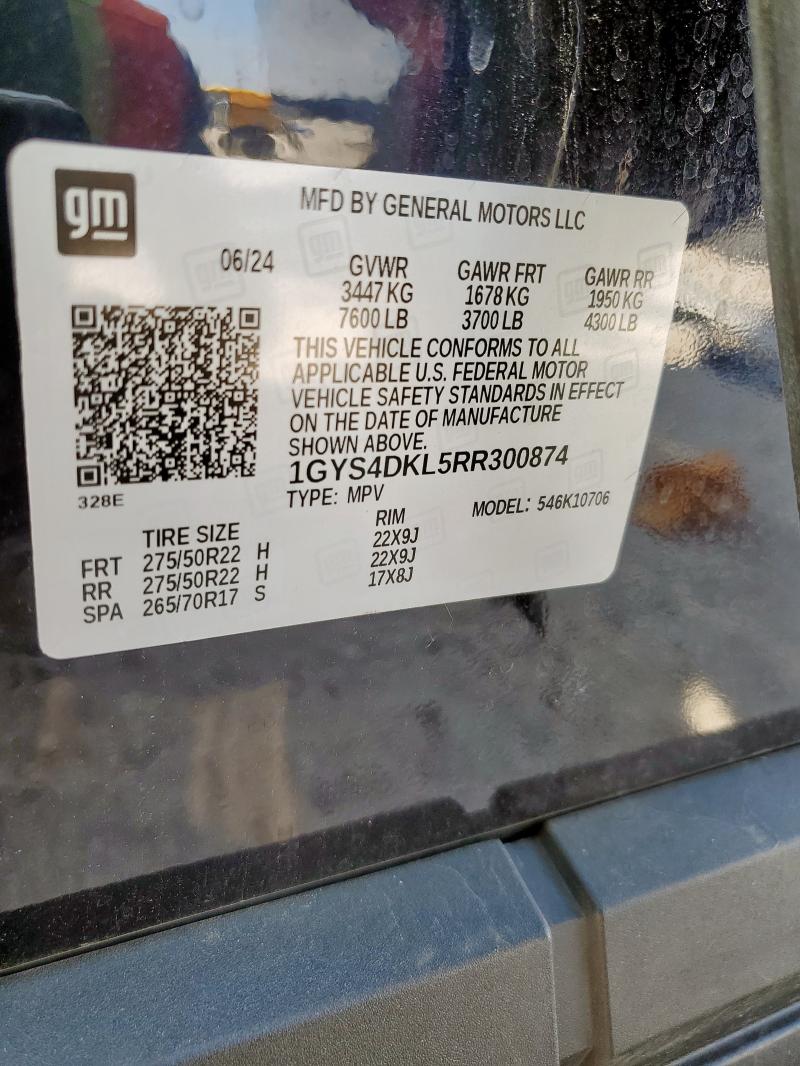 gm
MFD BY GENERAL MOTORS LLC
06/24 GVWR GAWR FRT GAWR RR
3447 KG 1678 KG 1950 KG
7600 LB 3700 LB 4300 LB
THIS VEHICLE CONFORMS TO ALL
APPLICABLE U.S. FEDERAL MOTOR
VEHICLE SAFETY STANDARDS IN EFFECT
ON THE DATE OF MANUFACTURE
SHOWN ABOVE.
1GYS4DKL5RR300874
328E TYPE: MPV MODEL: 546K10706
TIRE SIZE RIM
FRT 275/50R22 H 22X9J
RR 275/50R22 H 22X9J
SPA 265/70R17 S 17X8J